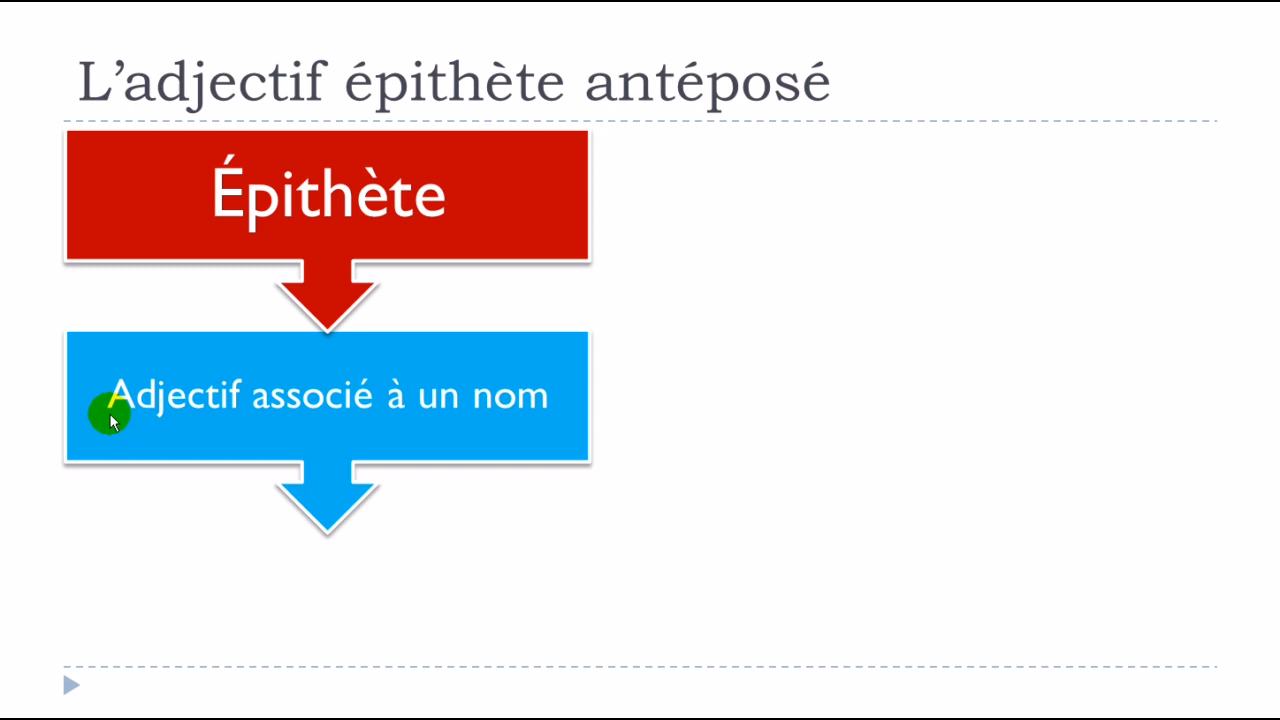 L’adjectif épithète antéposé
Épithète
Adjectif associé à un nom